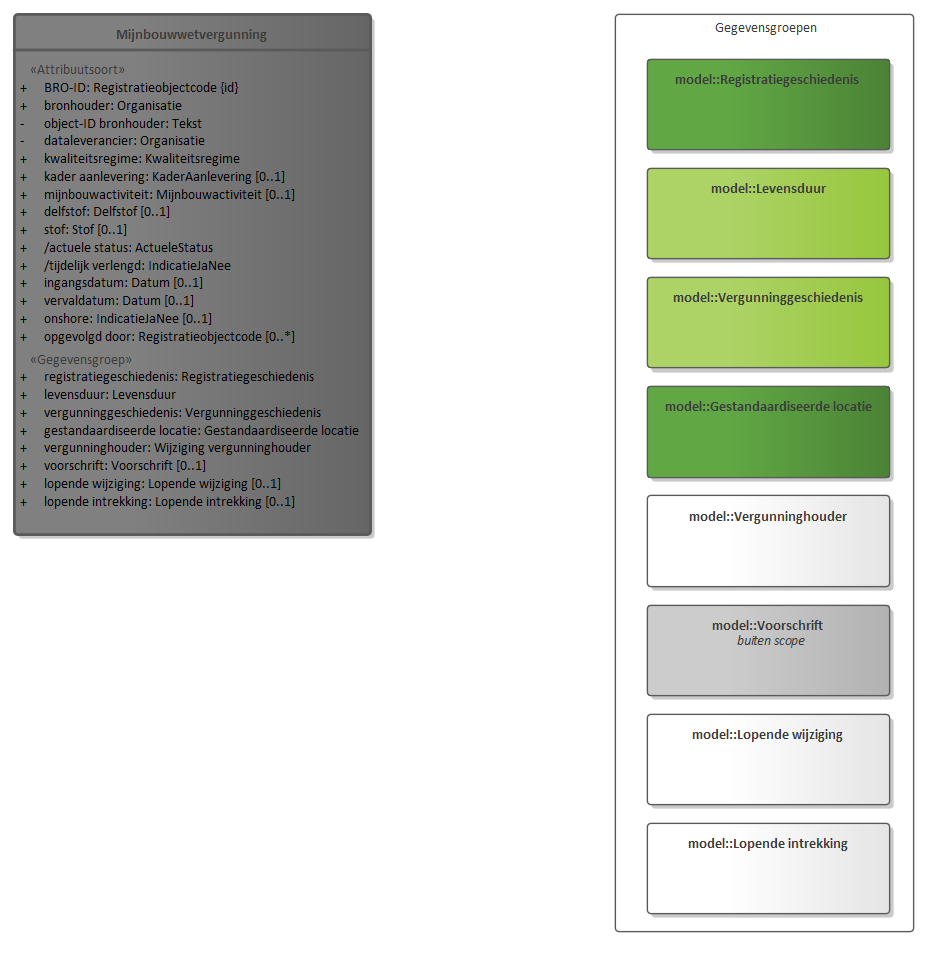 Mijnbouwwetvergunning
«Attribuutsoort»
+ BRO-ID: Registratieobjectcode {id}
+ bronhouder: Organisatie
- object-ID bronhouder: Tekst
- dataleverancier: Organisatie
+ kwaliteitsregime: Kwaliteitsregime
+ kader aanlevering: KaderAanlevering [0..1]
+ mijnbouwactiviteit: Mijnbouwactiviteit [0..1]
+ delfstof: Delfstof [0..1]
+ stof: Stof [0..1]
+ /actuele status: ActueleStatus
+ /tijdelijk verlengd: IndicatieJaNee
+ ingangsdatum: Datum [0..1]
+ vervaldatum: Datum [0..1]
+ onshore: IndicatieJaNee [0..1]
+ opgevolgd door: Registratieobjectcode [0..*]
«Gegevensgroep»
+ registratiegeschiedenis: Registratiegeschiedenis
+ levensduur: Levensduur
+ vergunninggeschiedenis: Vergunninggeschiedenis
+ gestandaardiseerde locatie: Gestandaardiseerde locatie
+ vergunninghouder: Wijziging vergunninghouder
+ voorschrift: Voorschrift [0..1]
+ lopende wijziging: Lopende wijziging [0..1]
+ lopende intrekking: Lopende intrekking [0..1]
Gegevensgroepen
model::Registratiegeschiedenis
model::Levensduur
model::Vergunninggeschiedenis
model::Gestandaardiseerde locatie
model::Vergunninghouder
model::Voorschrift
buiten scope
model::Lopende wijziging
model::Lopende intrekking